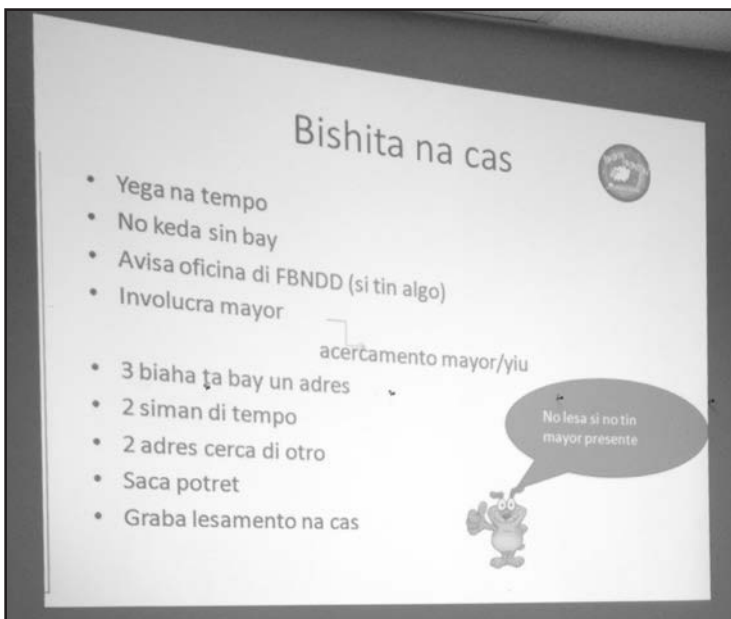 Bishita na cas
• Yega na tempo
• No keda sin bay
• Avisa oficina di FBNDD (si tin algo)
• Involucra mayor
acercamento mayor/yiu
• 3 biaha ta bay un adres
• 2 siman di tempo
• 2 adres cerca di otro
• Saca potret
• Graba lesamento na cas
No lesa si no tin
mayor presente